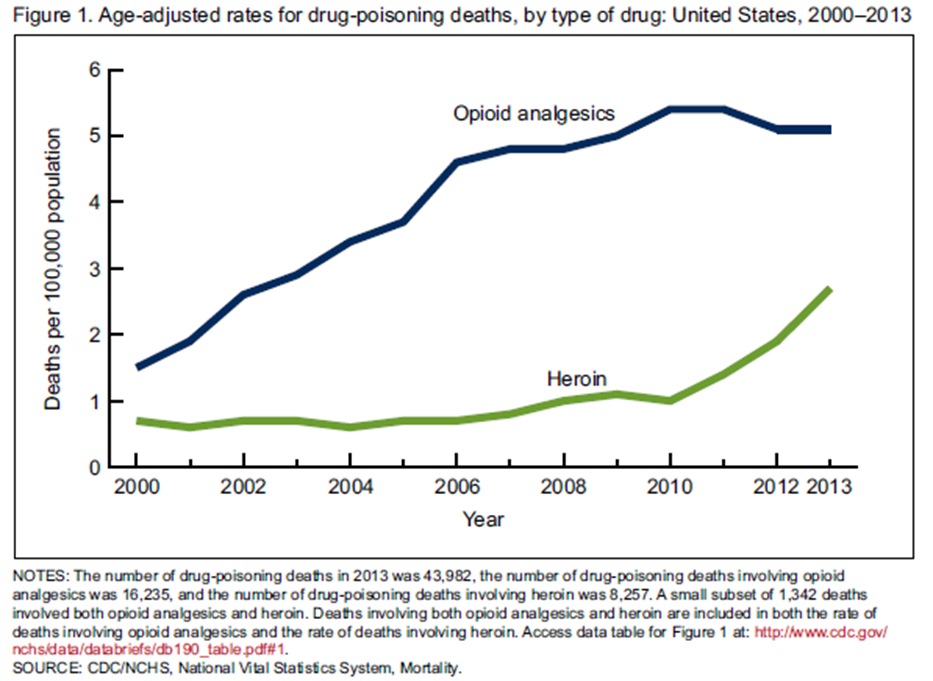 Figure 1. Age-adjusted rates for drug-poisoning deaths, by type of drug: United States, 2000–2013
6
5
4
3
2
1
0
Deaths per 100,000 population
Opioid analgesics
Heroin
2000 2002 2004 2006 2008 2010 2012 2013
Year
NOTES: The number of drug-poisoning deaths in 2013 was 43,982, the number of drug-poisoning deaths involving opioid
analgesics was 16,235, and the number of drug-poisoning deaths involving heroin was 8,257. A small subset of 1,342 deaths
involved both opioid analgesics and heroin. Deaths involving both opioid analgesics and heroin are included in both the rate of
deaths involving opioid analgesics and the rate of deaths involving heroin. Access data table for Figure 1 at: http://www.cdc.gov/
nchs/data/databriefs/db190_table.pdf#1.
SOURCE: CDC/NCHS, National Vital Statistics System, Mortality.